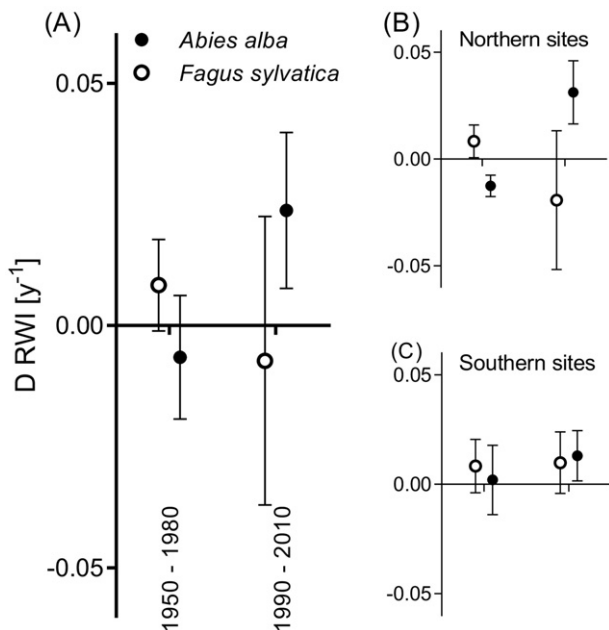 (A)
Abies alba
Fagus sylvatica
0.05
0.00
-0.05
D RWI [y⁻¹]
1950 - 1980
1990 - 2010
(B)
Northern sites
0.05
0.00
-0.05
(C)
Southern sites
0.05
0.00
-0.05